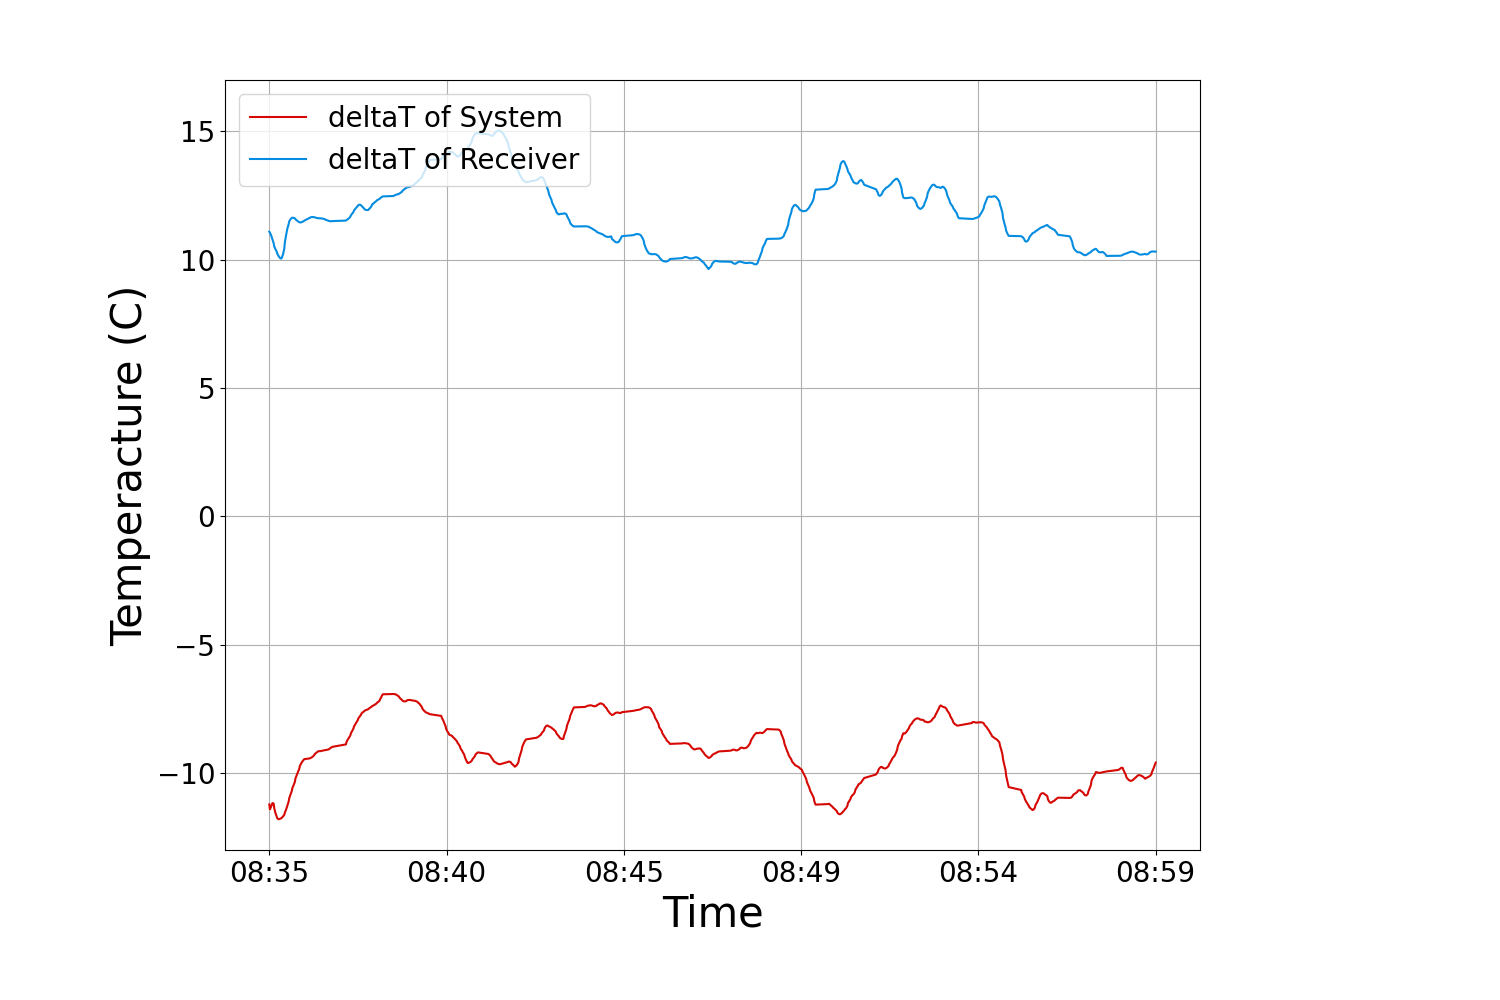 deltaT of System
deltaT of Receiver
15
10
5
0
−5
−10
Temperacture (C)
08:35 08:40 08:45 08:49 08:54 08:59
Time